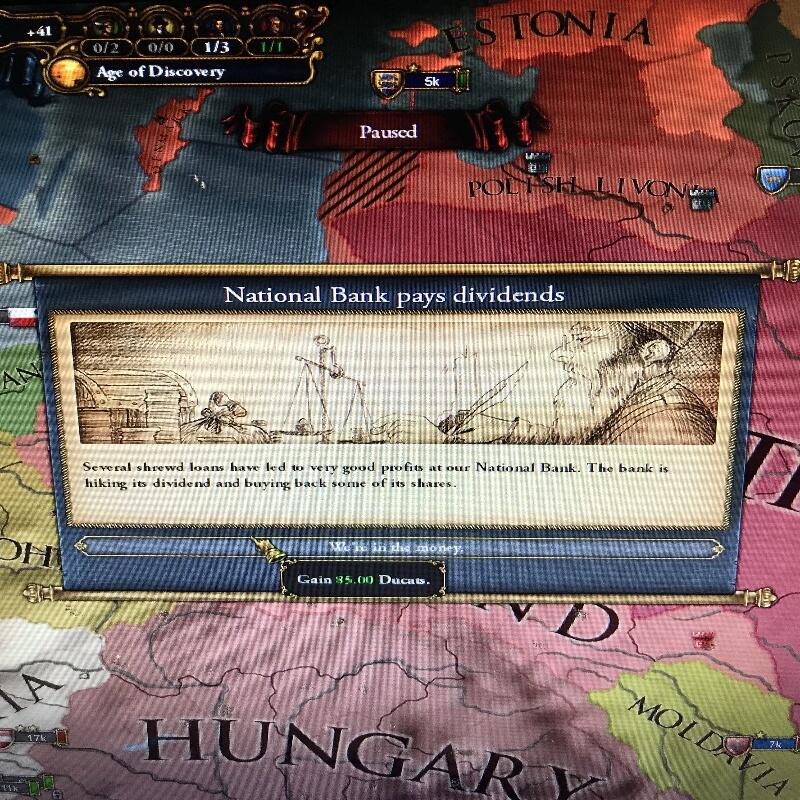 +41
0/2 0/0 1/3 1/1
Age of Discovery
ESTONIA
5k
Paused
POLISH LIVONIA
National Bank pays dividends
Several shrewd loans have led to very good profits at our National Bank. The bank is
hiking its dividend and buying back some of its shares.
We're in the money.
Gain 85.00 Ducats.
HUNGARY
MOLDAVIA
17k
7k